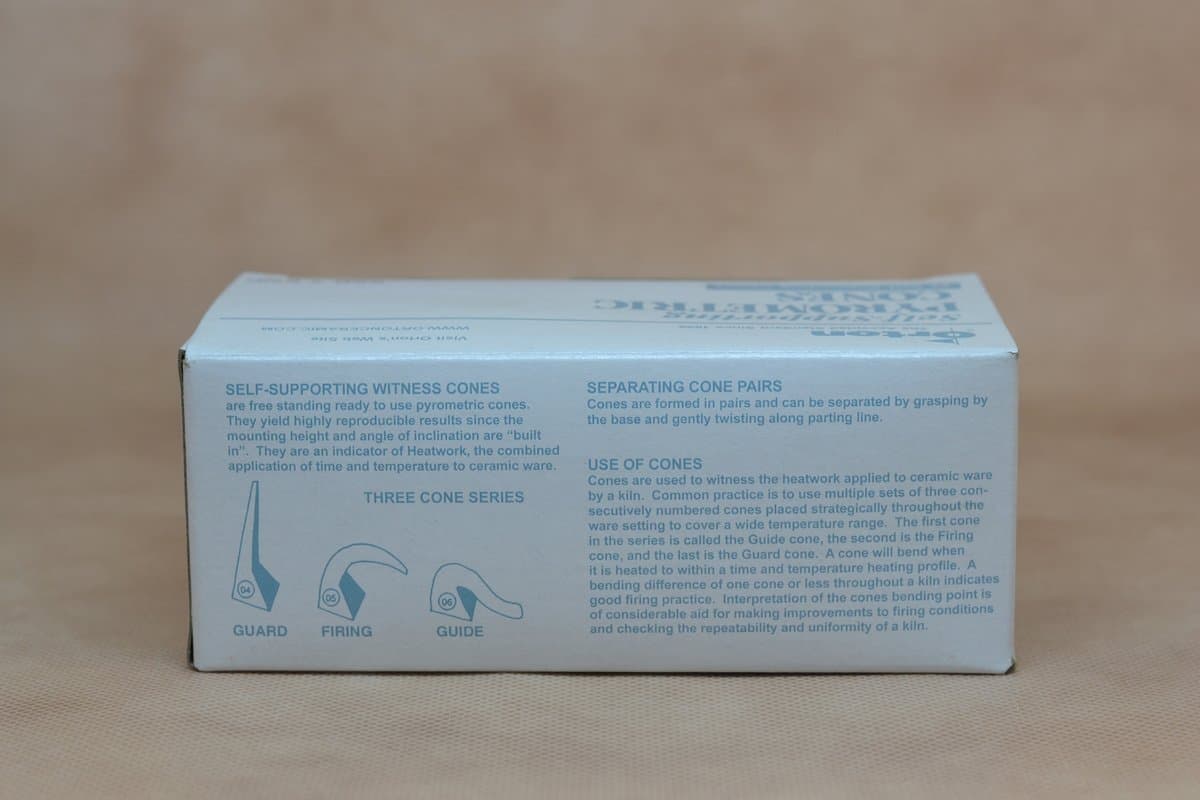 Orton
Self-Supporting
PYROMETRIC
CONES
Visit Orton's Web Site
WWW.ORTONCERAMIC.COM
SELF-SUPPORTING WITNESS CONES
are free standing ready to use pyrometric cones.
They yield highly reproducible results since the
mounting height and angle of inclination are “built
in”. They are an indicator of Heatwork, the combined
application of time and temperature to ceramic ware.
THREE CONE SERIES
04
05
06
GUARD
FIRING
GUIDE
SEPARATING CONE PAIRS
Cones are formed in pairs and can be separated by grasping by
the base and gently twisting along parting line.
USE OF CONES
Cones are used to witness the heatwork applied to ceramic ware
by a kiln. Common practice is to use multiple sets of three con-
secutively numbered cones placed strategically throughout the
ware setting to cover a wide temperature range. The first cone
in the series is called the Guide cone, the second is the Firing
cone, and the last is the Guard cone. A cone will bend when
it is heated to within a time and temperature heating profile. A
bending difference of one cone or less throughout a kiln indicates
good firing practice. Interpretation of the cones bending point is
of considerable aid for making improvements to firing conditions
and checking the repeatability and uniformity of a kiln.